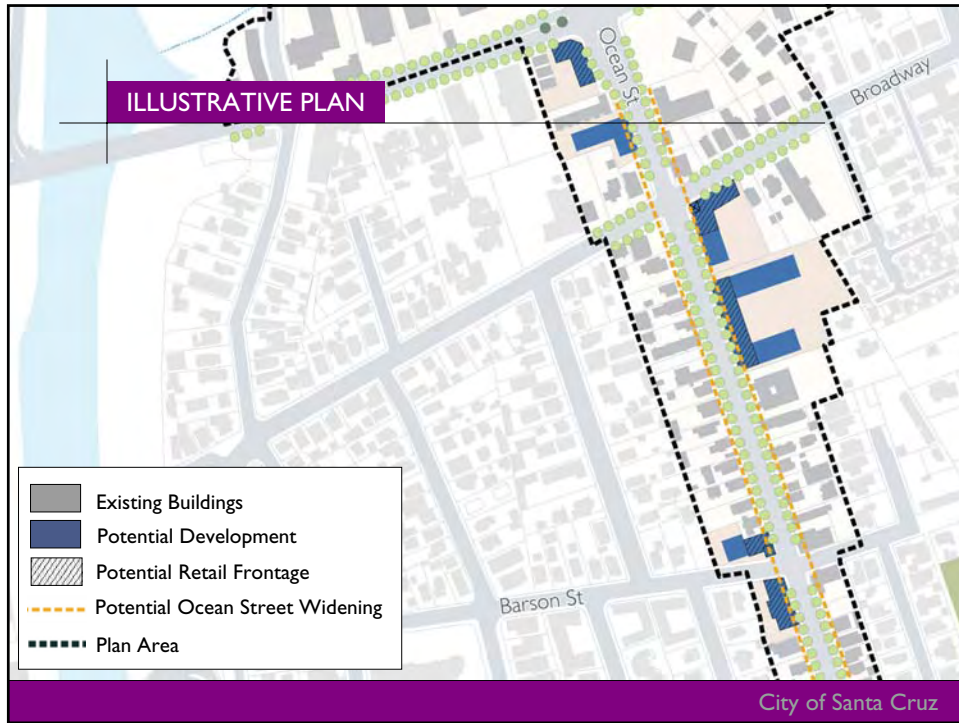 ILLUSTRATIVE PLAN
Ocean St
Broadway
Existing Buildings
Potential Development
Potential Retail Frontage
Potential Ocean Street Widening
Plan Area
Barson St
City of Santa Cruz